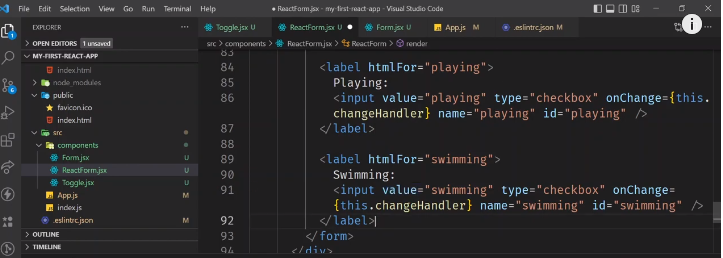 File Edit Selection View Go Run Terminal Help
● ReactForm.jsx - my-first-react-app - Visual Studio Code
EXPLORER ···
Toggle.jsx U ReactForm.jsx U ● Form.jsx U App.js M .eslintrc.json M
OPEN EDITORS 1 unsaved
src > components > ReactForm.jsx > ReactForm > render
MY-FIRST-REACT-APP
index.html
node_modules
public
favicon.ico
index.html
src
components
Form.jsx U
ReactForm.jsx U
Toggle.jsx U
App.js M
index.js
.eslintrc.json M
OUTLINE
TIMELINE
83
84 <label htmlFor="playing">
85 Playing:
86 <input value="playing" type="checkbox" onChange={this.
changeHandler} name="playing" id="playing" />
87 </label>
88
89 <label htmlFor="swimming">
90 Swimming:
91 <input value="swimming" type="checkbox" onChange=
{this.changeHandler} name="swimming" id="swimming" />
92 </label>
93 </form>
94 </div>